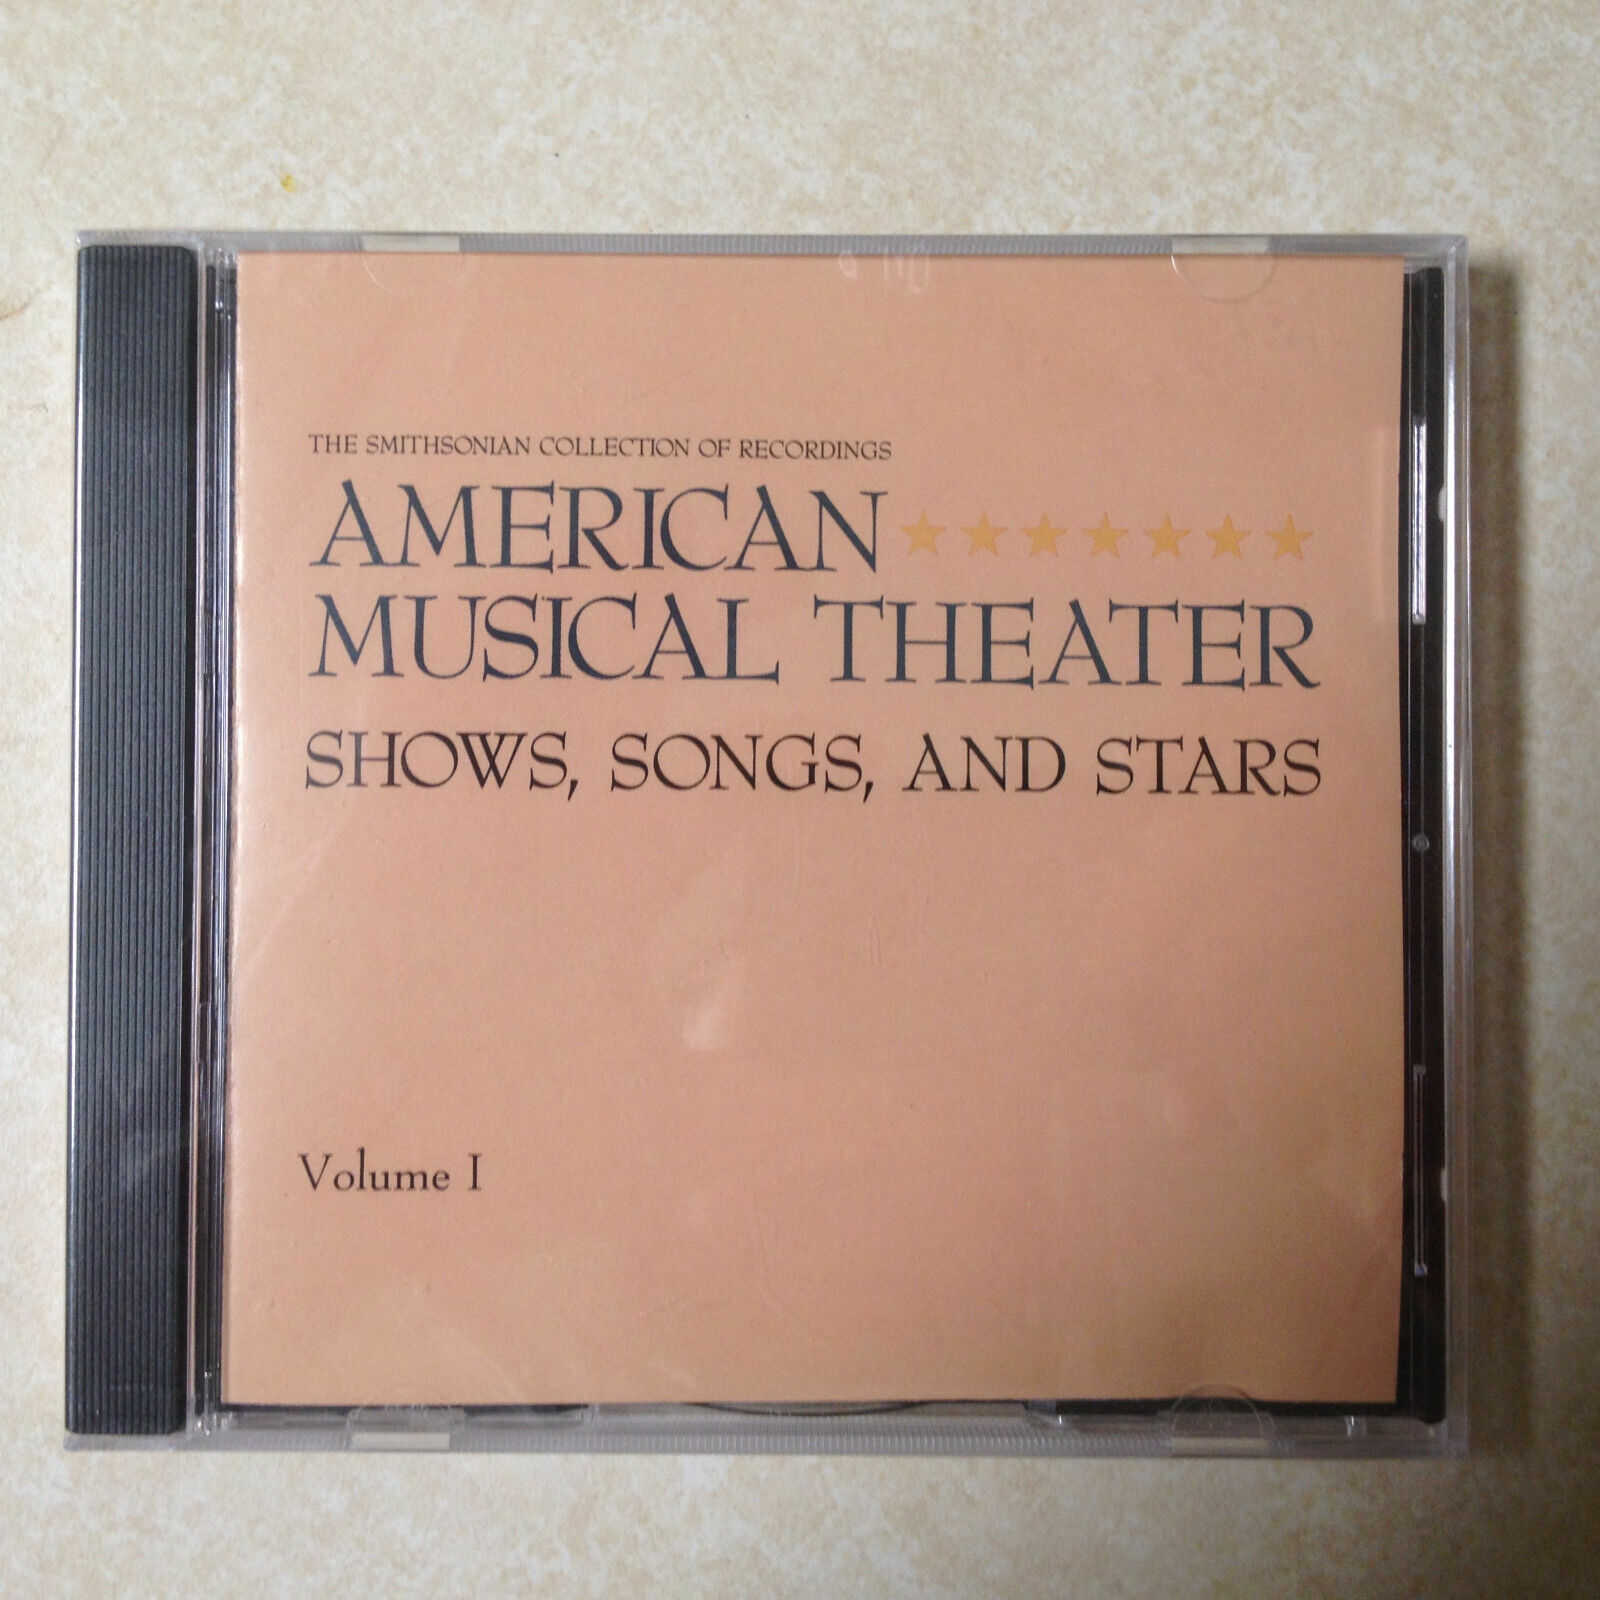 THE SMITHSONIAN COLLECTION OF RECORDINGS
AMERICAN
MUSICAL THEATER
SHOWS, SONGS, AND STARS
Volume I